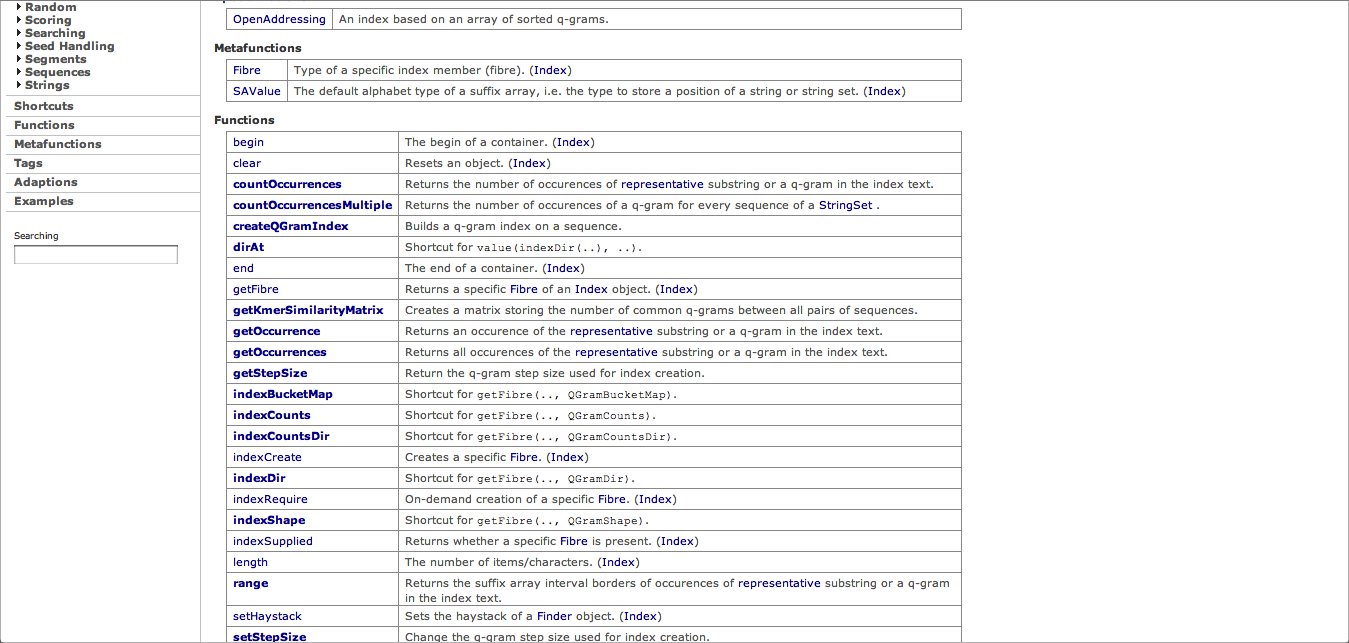 Random
Scoring
Searching
Seed Handling
Segments
Sequences
Strings
Shortcuts
Functions
Metafunctions
Tags
Adaptions
Examples
Searching
OpenAddressing An index based on an array of sorted q-grams.
Metafunctions
Fibre Type of a specific index member (fibre). (Index)
SAValue The default alphabet type of a suffix array, i.e. the type to store a position of a string or string set. (Index)
Functions
begin The begin of a container. (Index)
clear Resets an object. (Index)
countOccurrences Returns the number of occurences of representative substring or a q-gram in the index text.
countOccurrencesMultiple Returns the number of occurences of a q-gram for every sequence of a StringSet .
createQGramIndex Builds a q-gram index on a sequence.
dirAt Shortcut for value(indexDir(..), ..).
end The end of a container. (Index)
getFibre Returns a specific Fibre of an Index object. (Index)
getKmerSimilarityMatrix Creates a matrix storing the number of common q-grams between all pairs of sequences.
getOccurrence Returns an occurence of the representative substring or a q-gram in the index text.
getOccurrences Returns all occurences of the representative substring or a q-gram in the index text.
getStepSize Return the q-gram step size used for index creation.
indexBucketMap Shortcut for getFibre(.., QGramBucketMap).
indexCounts Shortcut for getFibre(.., QGramCounts).
indexCountsDir Shortcut for getFibre(.., QGramCountsDir).
indexCreate Creates a specific Fibre. (Index)
indexDir Shortcut for getFibre(.., QGramDir).
indexRequire On-demand creation of a specific Fibre. (Index)
indexShape Shortcut for getFibre(.., QGramShape).
indexSupplied Returns whether a specific Fibre is present. (Index)
length The number of items/characters. (Index)
range Returns the suffix array interval borders of occurences of representative substring or a q-gram
in the index text.
setHaystack Sets the haystack of a Finder object. (Index)
setStepSize Change the q-gram step size used for index creation.